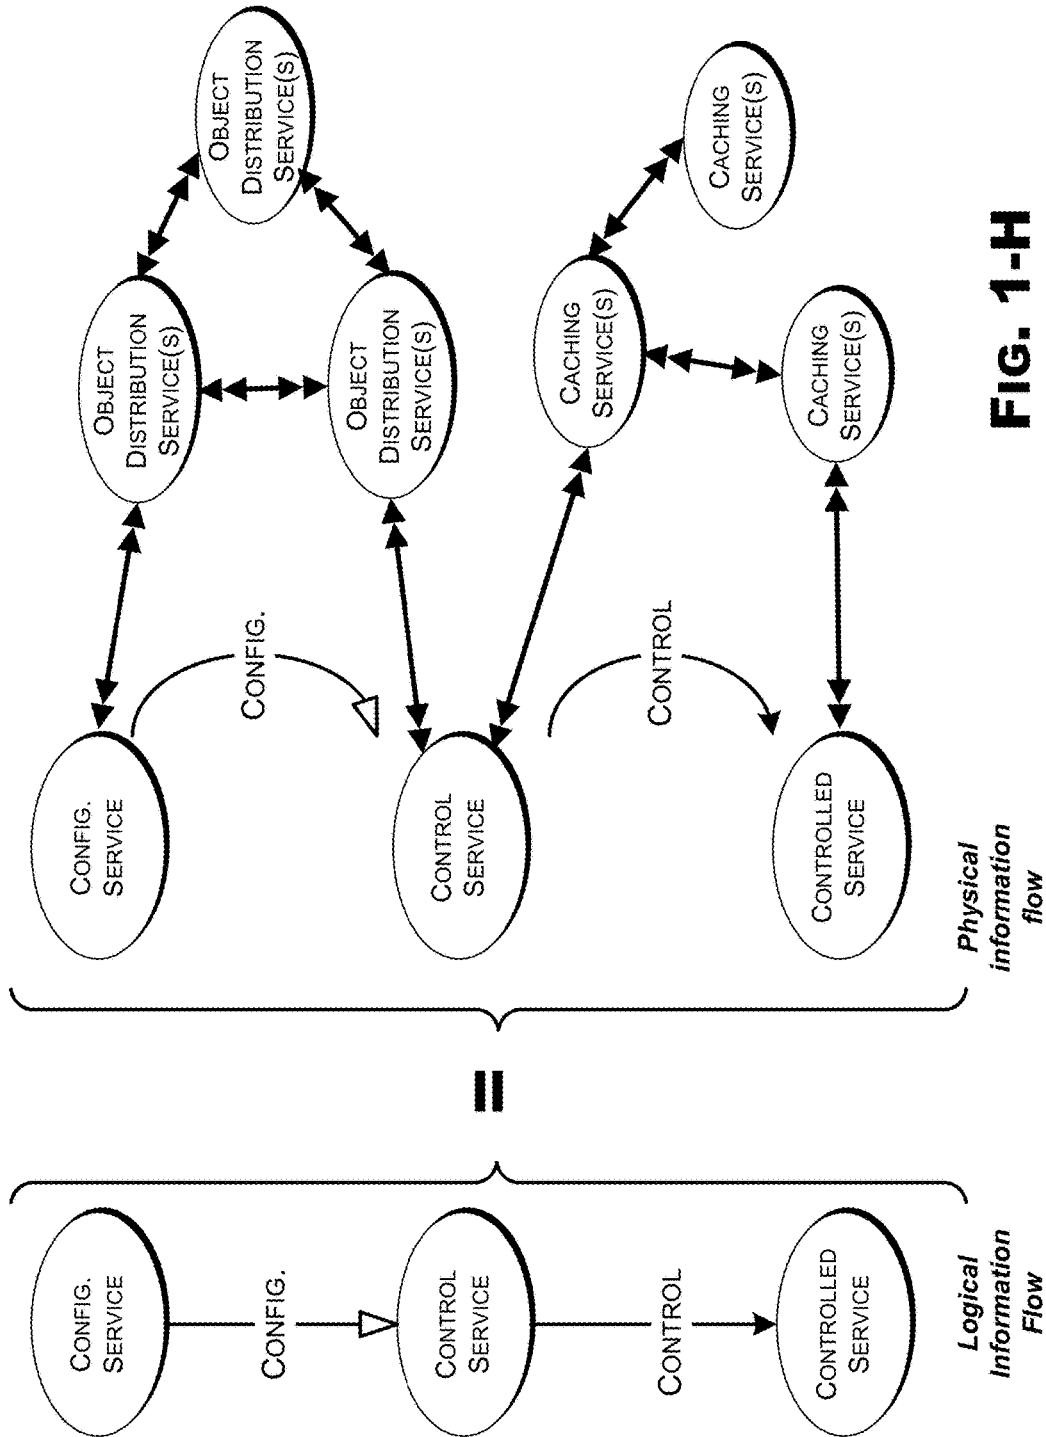 CONFIG.
SERVICE
CONFIG.
CONTROL
SERVICE
CONTROL
CONTROLLED
SERVICE
Logical
Information
Flow
=
CONFIG.
SERVICE
CONFIG.
CONTROL
SERVICE
CONTROL
CONTROLLED
SERVICE
Physical
information
flow
OBJECT
DISTRIBUTION
SERVICE(S)
OBJECT
DISTRIBUTION
SERVICE(S)
OBJECT
DISTRIBUTION
SERVICE(S)
CACHING
SERVICE(S)
CACHING
SERVICE(S)
CACHING
SERVICE(S)
FIG. 1-H